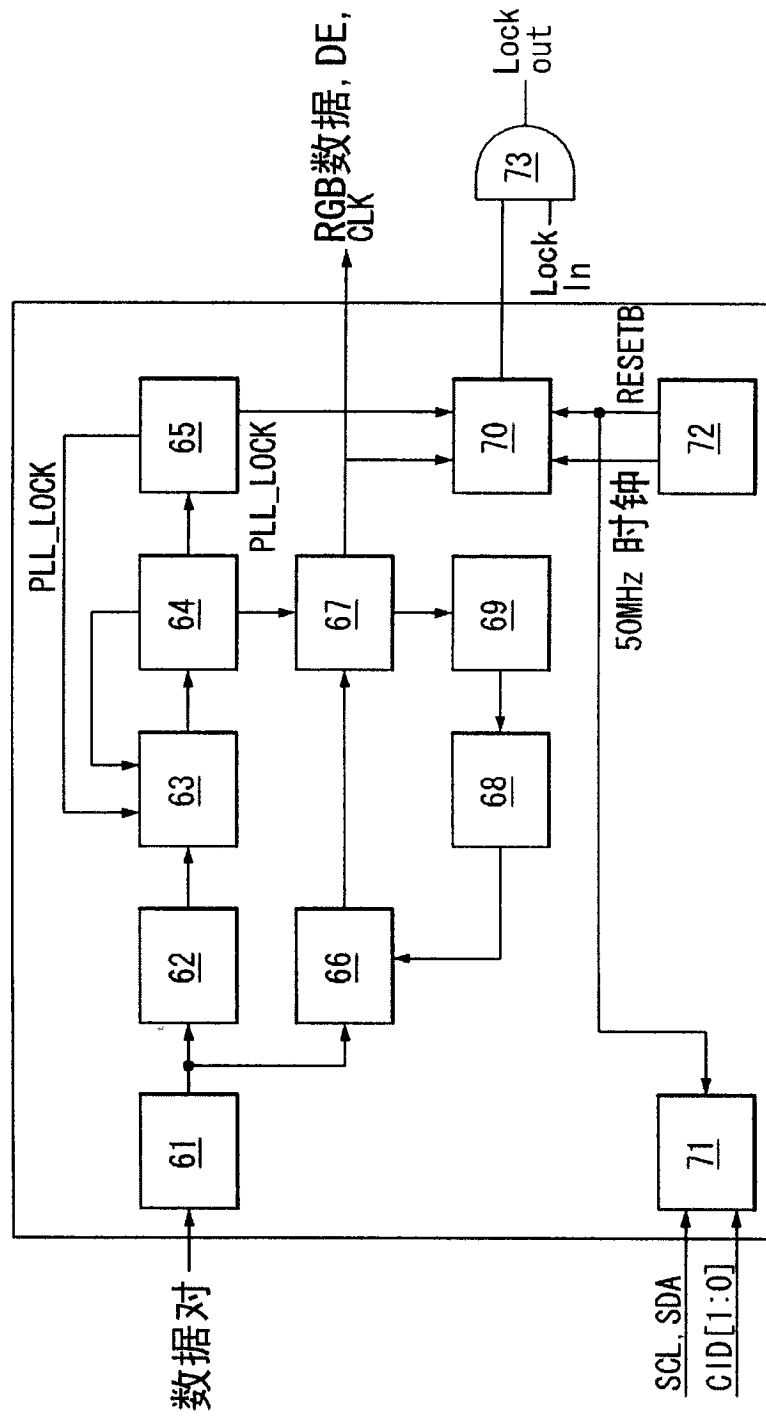 PLL_LOCK
65
64
63
62
61
数据对
PLL_LOCK
RGB数据, DE,
CLK
67
66
69
68
70
73
Lock
out
Lock
In
RESETB
50MHz 时钟
72
71
SCL, SDA
CID[1:0]